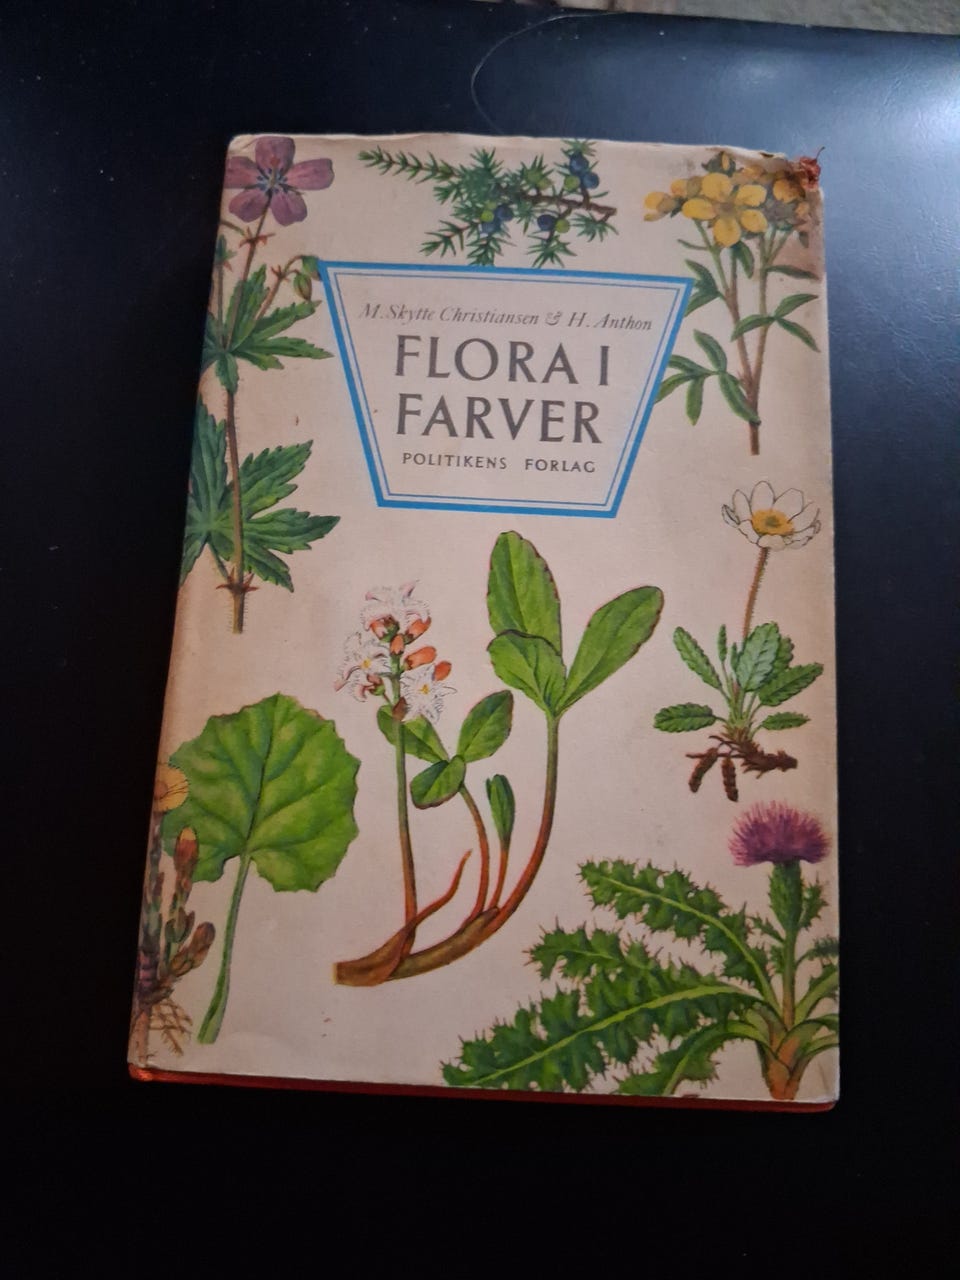 M. Skytte Christiansen & H. Anthon
FLORA I
FARVER
POLITIKENS FORLAG